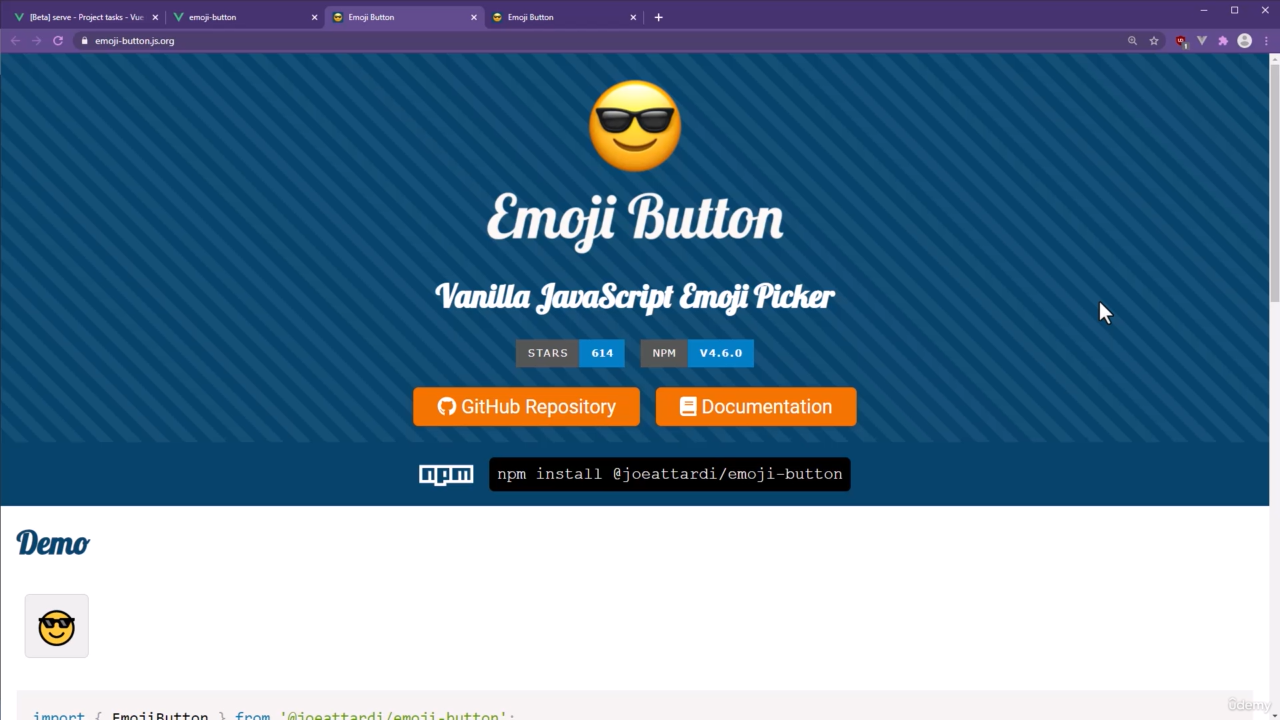 [Beta] serve - Project tasks - Vue
emoji-button
Emoji Button
Emoji Button
emoji-button.js.org
Emoji Button
Vanilla JavaScript Emoji Picker
STARS 614 NPM V4.6.0
GitHub Repository Documentation
npm npm install @joeattardi/emoji-button
Demo
import { EmojiButton } from '@joeattardi/emoji-button';
ûdemy